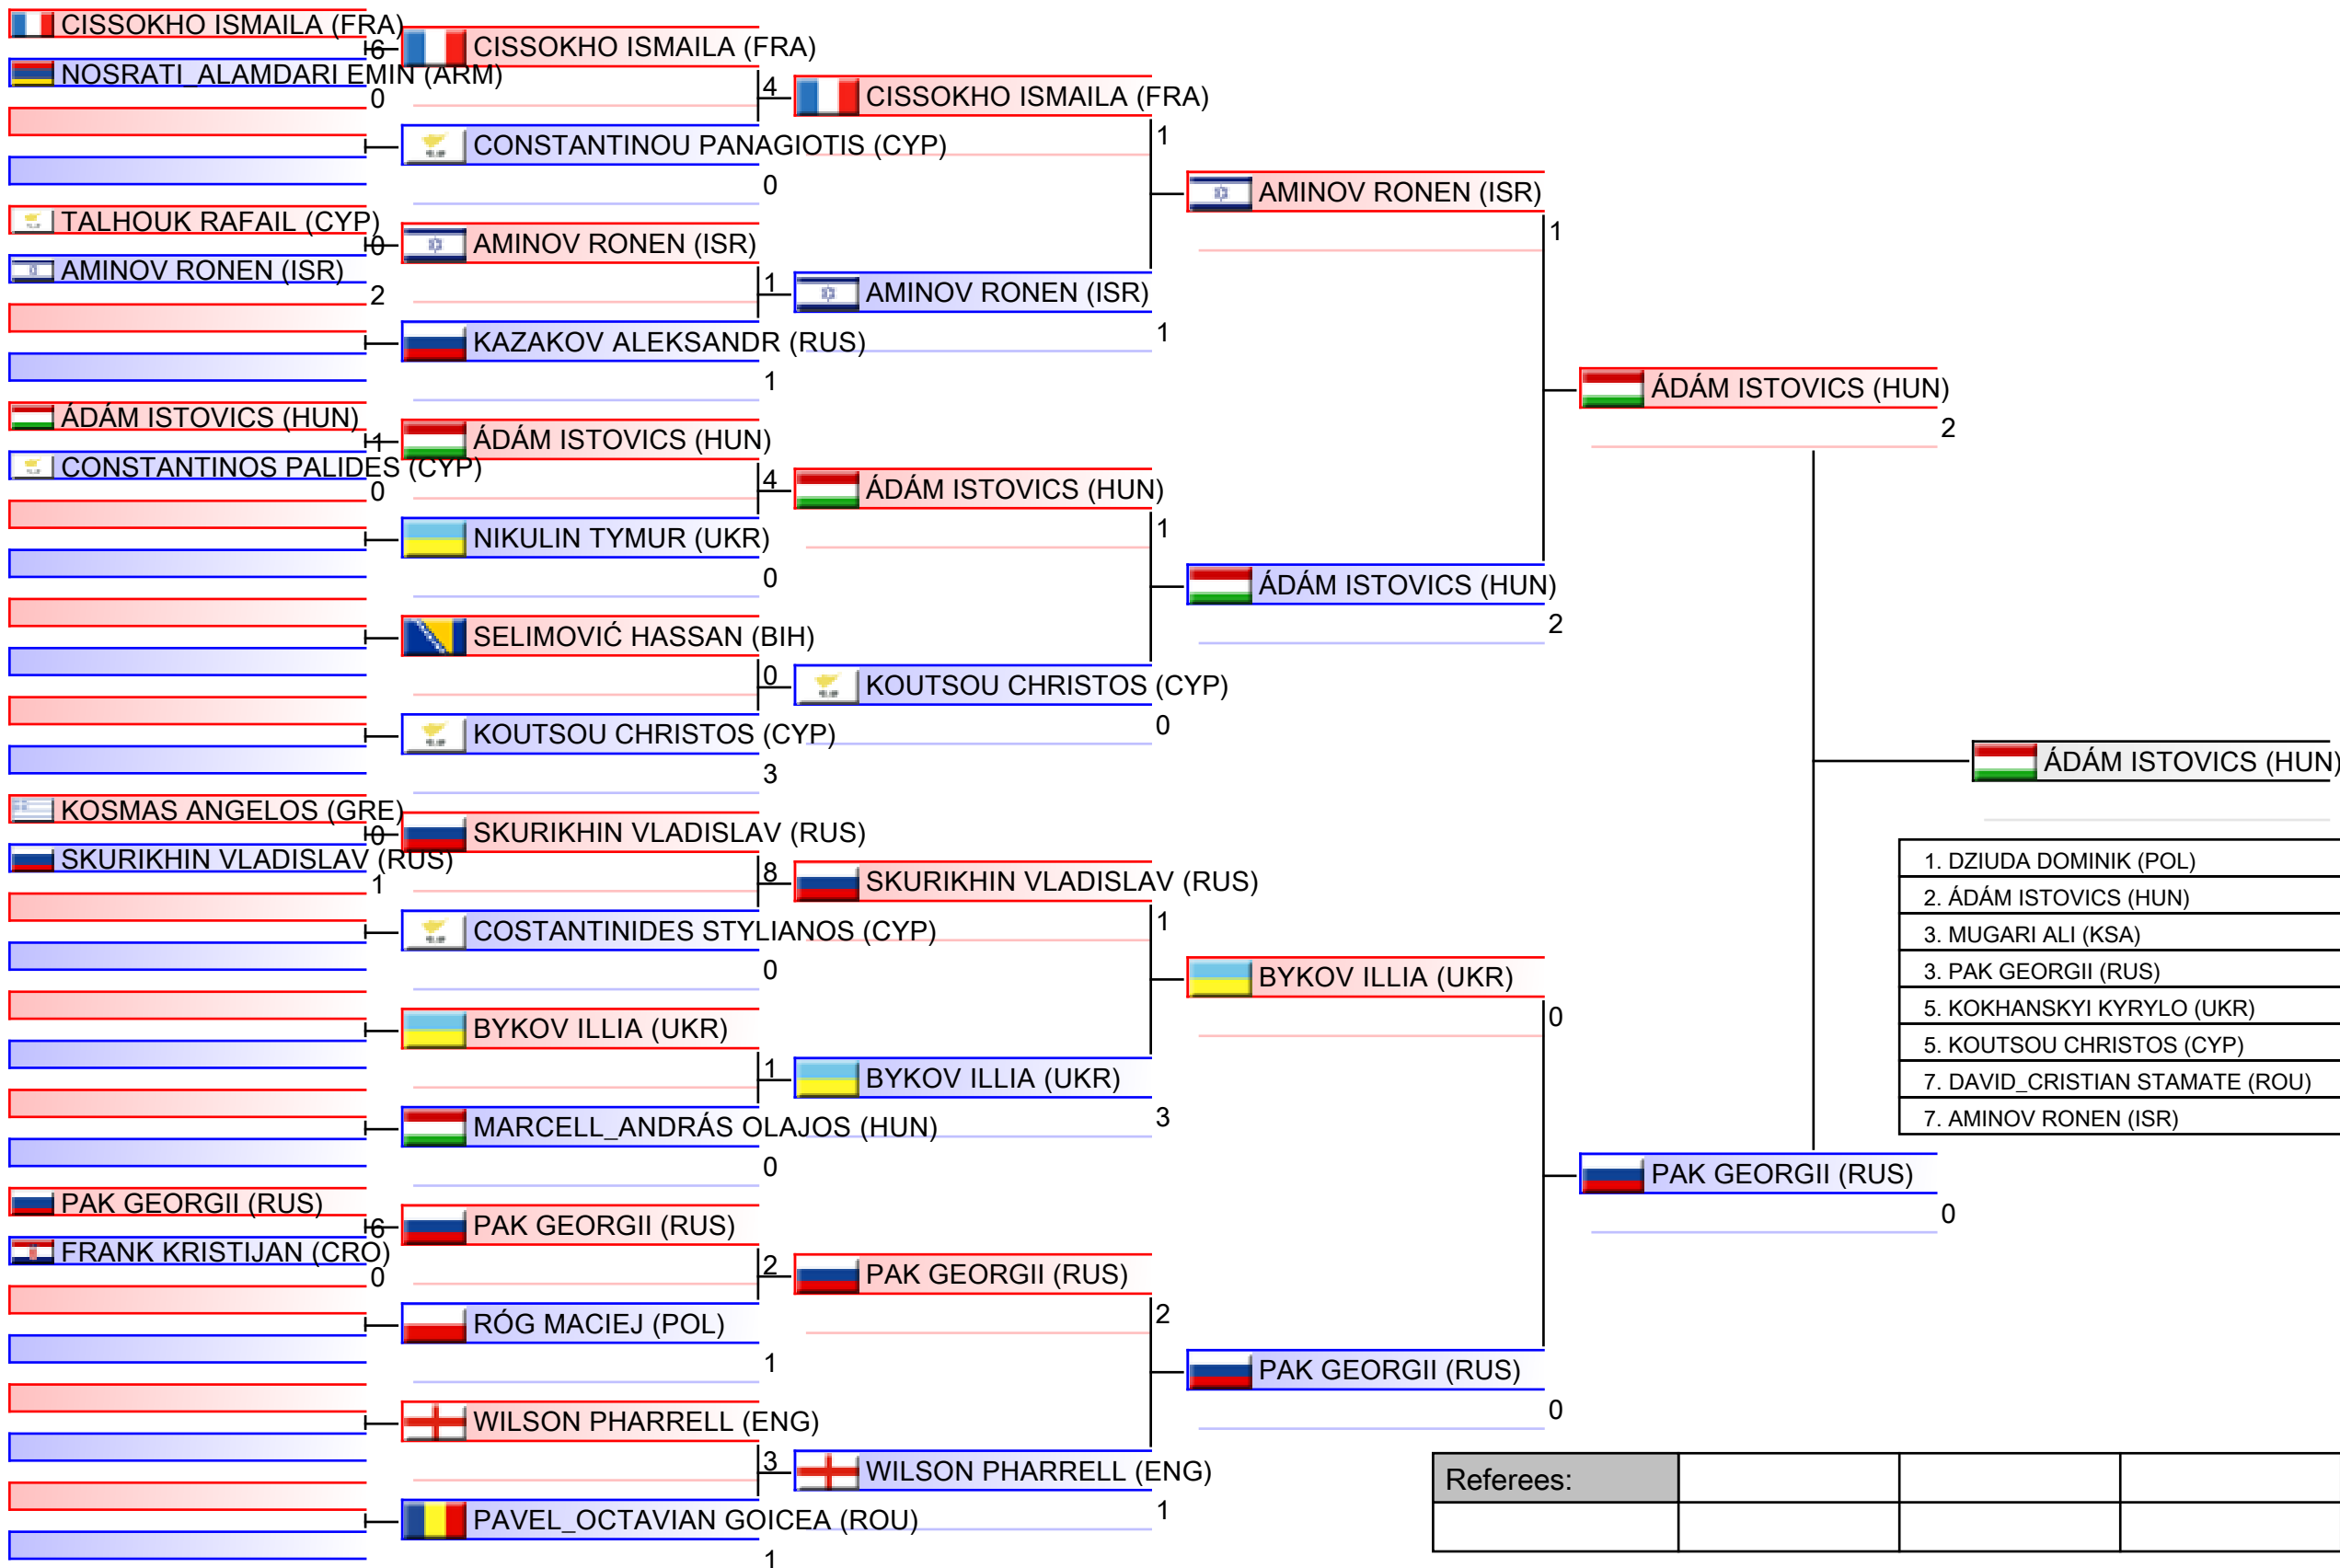 CISSOKHO ISMAILA (FRA)
6
NOSRATI_ALAMDARI EMIN (ARM)
0
TALHOUK RAFAIL (CYP)
0
AMINOV RONEN (ISR)
2
ÁDÁM ISTOVICS (HUN)
1
CONSTANTINOS PALIDES (CYP)
0
KOSMAS ANGELOS (GRE)
0
SKURIKHIN VLADISLAV (RUS)
1
PAK GEORGII (RUS)
6
FRANK KRISTIJAN (CRO)
0
CISSOKHO ISMAILA (FRA)
4
CONSTANTINOU PANAGIOTIS (CYP)
0
AMINOV RONEN (ISR)
1
KAZAKOV ALEKSANDR (RUS)
1
ÁDÁM ISTOVICS (HUN)
4
NIKULIN TYMUR (UKR)
0
SELIMOVIĆ HASSAN (BIH)
0
KOUTSOU CHRISTOS (CYP)
3
SKURIKHIN VLADISLAV (RUS)
8
COSTANTINIDES STYLIANOS (CYP)
0
BYKOV ILLIA (UKR)
1
MARCELL_ANDRÁS OLAJOS (HUN)
0
PAK GEORGII (RUS)
2
RÓG MACIEJ (POL)
1
WILSON PHARRELL (ENG)
3
PAVEL_OCTAVIAN GOICEA (ROU)
1
CISSOKHO ISMAILA (FRA)
1
AMINOV RONEN (ISR)
1
ÁDÁM ISTOVICS (HUN)
1
KOUTSOU CHRISTOS (CYP)
0
SKURIKHIN VLADISLAV (RUS)
1
BYKOV ILLIA (UKR)
3
PAK GEORGII (RUS)
2
WILSON PHARRELL (ENG)
1
AMINOV RONEN (ISR)
1
ÁDÁM ISTOVICS (HUN)
2
BYKOV ILLIA (UKR)
0
PAK GEORGII (RUS)
0
ÁDÁM ISTOVICS (HUN)
2
PAK GEORGII (RUS)
0
ÁDÁM ISTOVICS (HUN)
1. DZIUDA DOMINIK (POL)
2. ÁDÁM ISTOVICS (HUN)
3. MUGARI ALI (KSA)
3. PAK GEORGII (RUS)
5. KOKHANSKYI KYRYLO (UKR)
5. KOUTSOU CHRISTOS (CYP)
7. DAVID_CRISTIAN STAMATE (ROU)
7. AMINOV RONEN (ISR)
Referees: